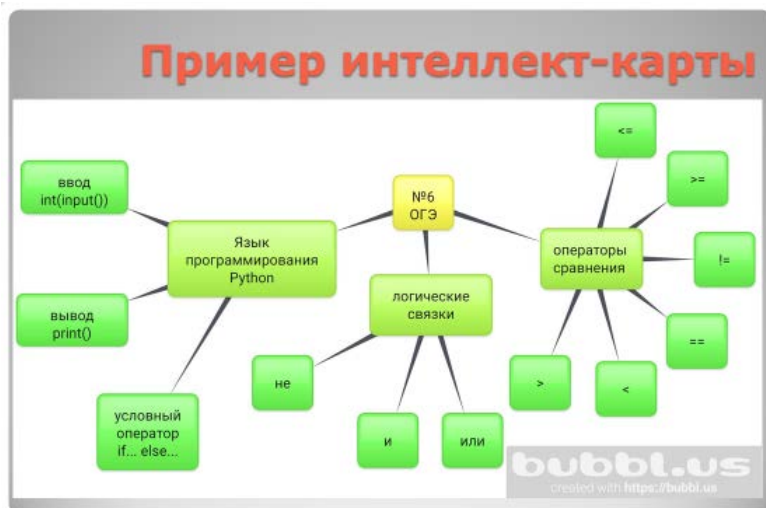 Пример интеллект-карты
№6
ОГЭ
Язык
программирования
Python
ввод
int(input())
вывод
print()
условный
оператор
if... else...
логические
связки
не
и
или
операторы
сравнения
<=
>=
!=
==
<
>
bubbl.us
created with https://bubbl.us